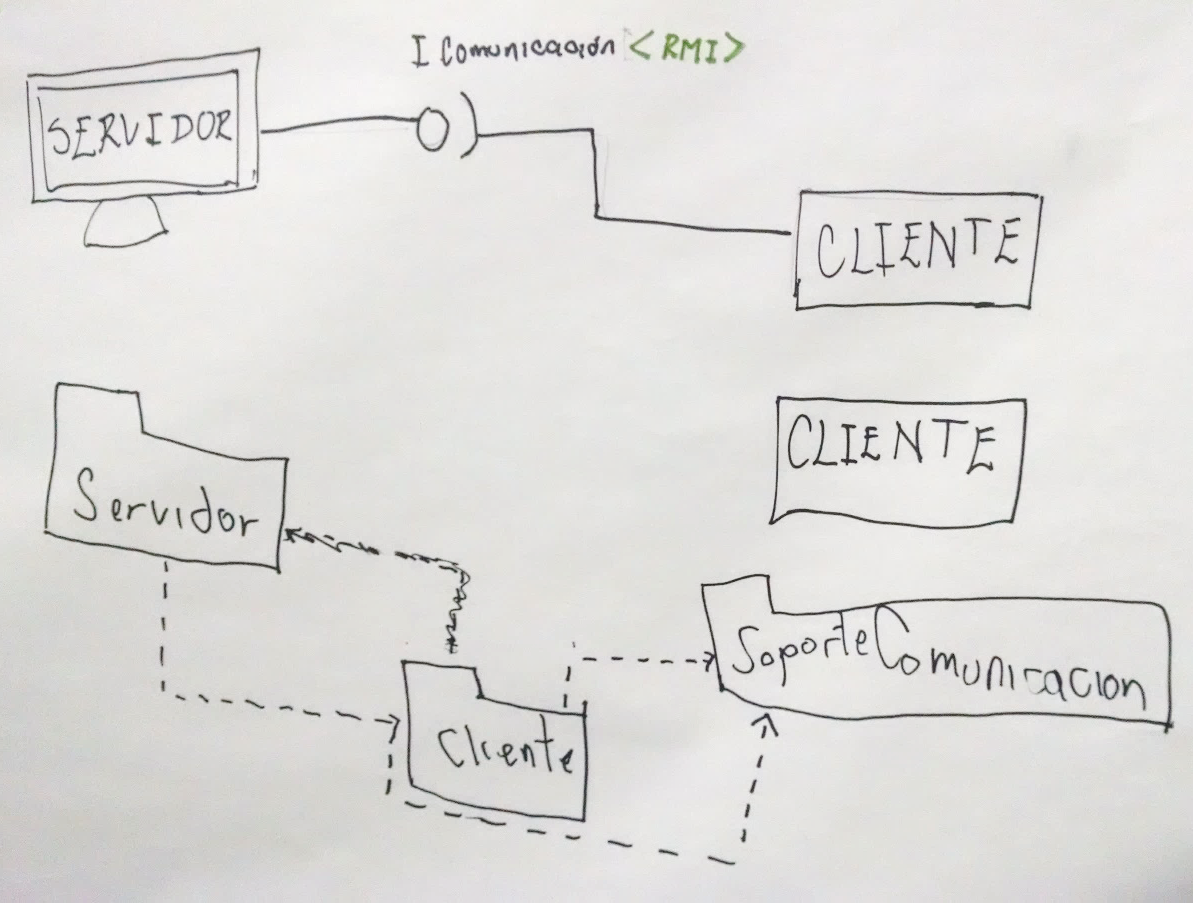 I Comunicación <RMI>
SERVIDOR
CLIENTE
CLIENTE
Servidor
SoporteComunicacion
Cliente